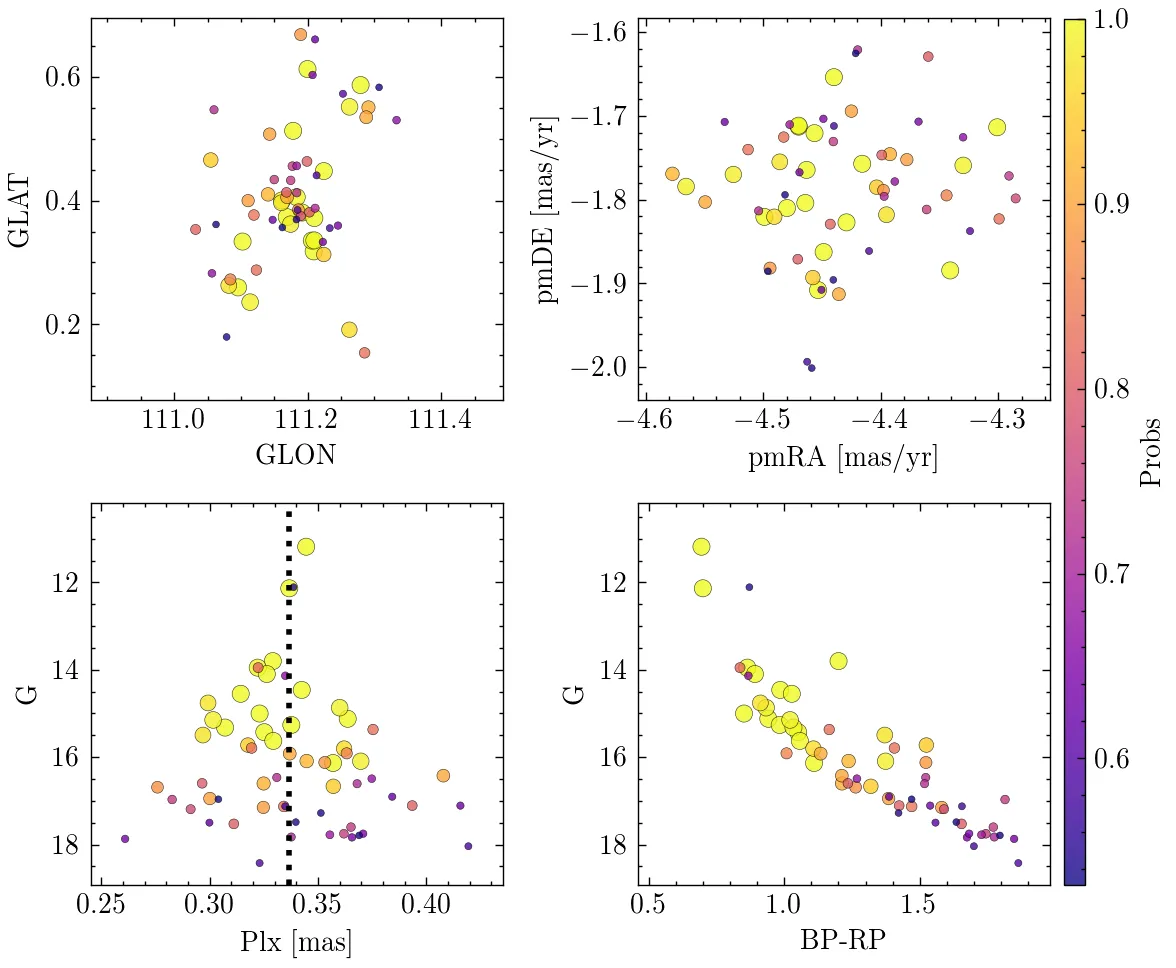 0.6
0.4
0.2
GLAT
111.0 111.2 111.4
GLON
−1.6
−1.7
−1.8
−1.9
−2.0
pmDE [mas/yr]
−4.6 −4.5 −4.4 −4.3
pmRA [mas/yr]
12
14
16
18
G
0.25 0.30 0.35 0.40
Plx [mas]
12
14
16
18
G
0.5 1.0 1.5
BP-RP
1.0
0.9
0.8
0.7
0.6
Probs